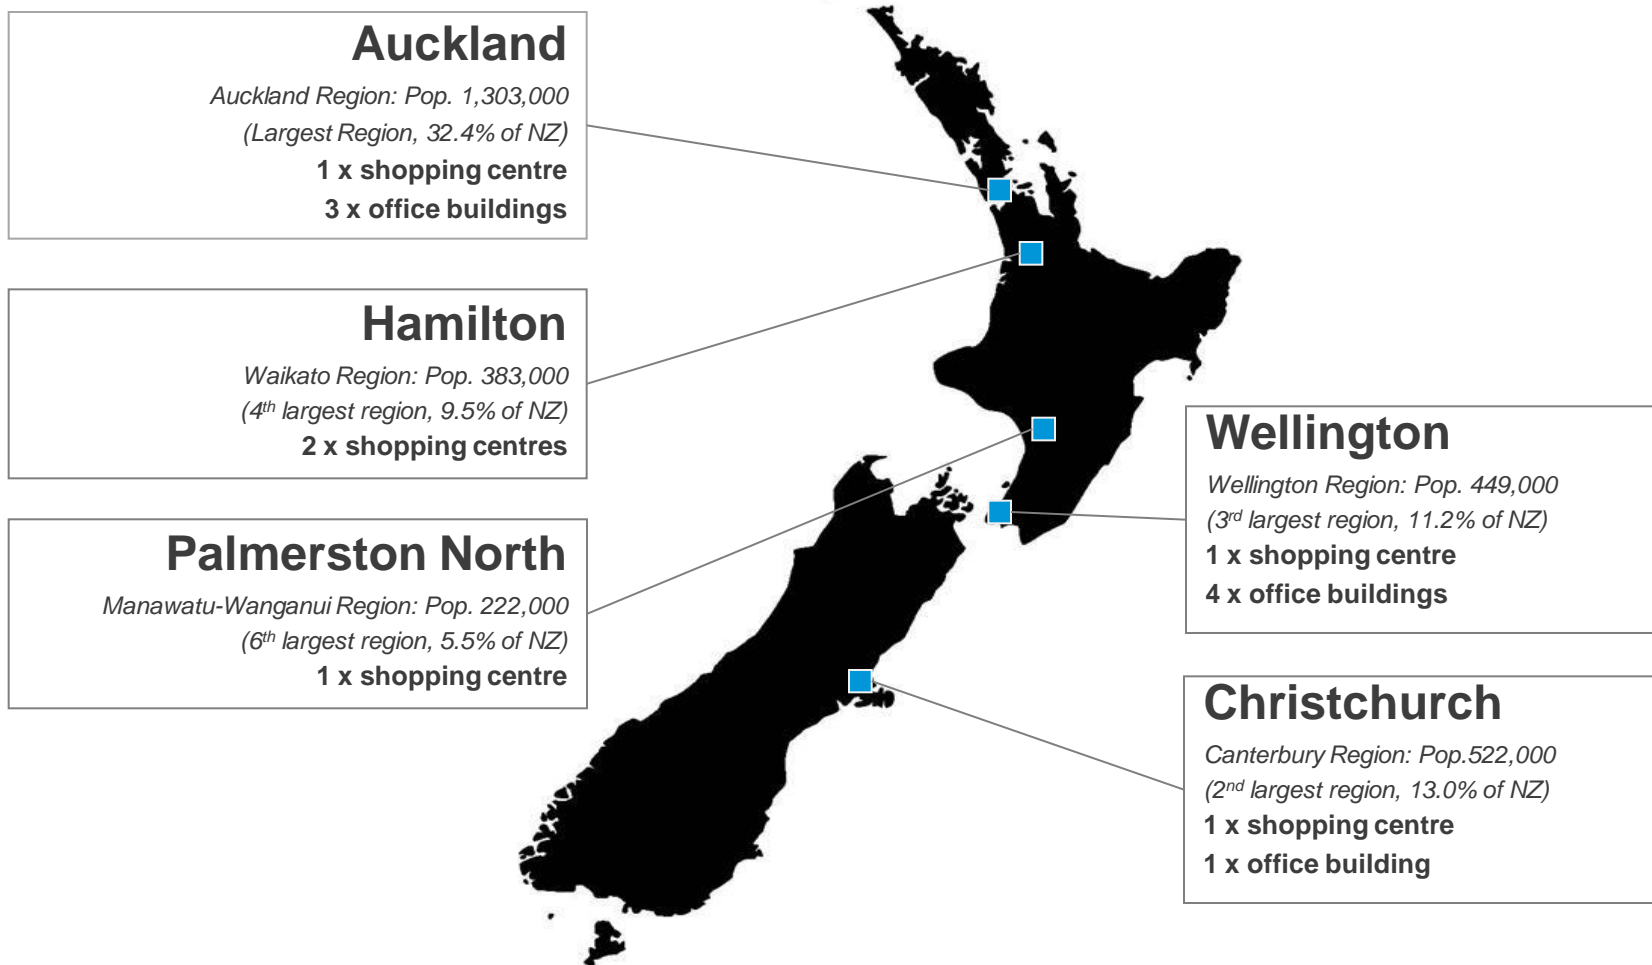 Auckland
Auckland Region: Pop. 1,303,000
(Largest Region, 32.4% of NZ)
1 x shopping centre
3 x office buildings
Hamilton
Waikato Region: Pop. 383,000
(4th largest region, 9.5% of NZ)
2 x shopping centres
Palmerston North
Manawatu-Wanganui Region: Pop. 222,000
(6th largest region, 5.5% of NZ)
1 x shopping centre
Wellington
Wellington Region: Pop. 449,000
(3rd largest region, 11.2% of NZ)
1 x shopping centre
4 x office buildings
Christchurch
Canterbury Region: Pop.522,000
(2nd largest region, 13.0% of NZ)
1 x shopping centre
1 x office building